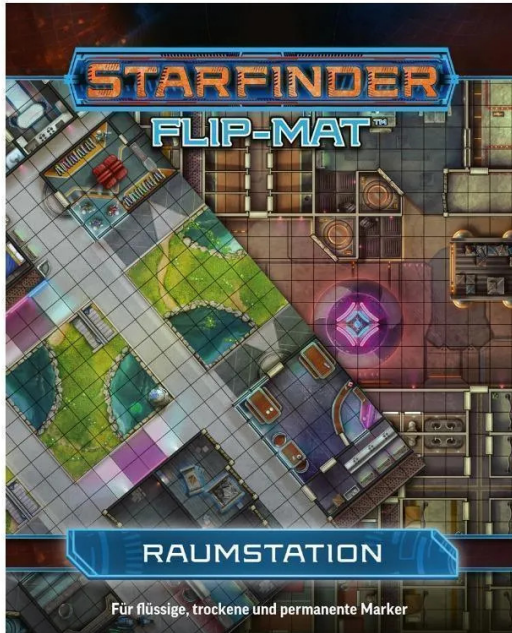 STARFINDER
FLIP-MAT™
RAUMSTATION
Für flüssige, trockene und permanente Marker